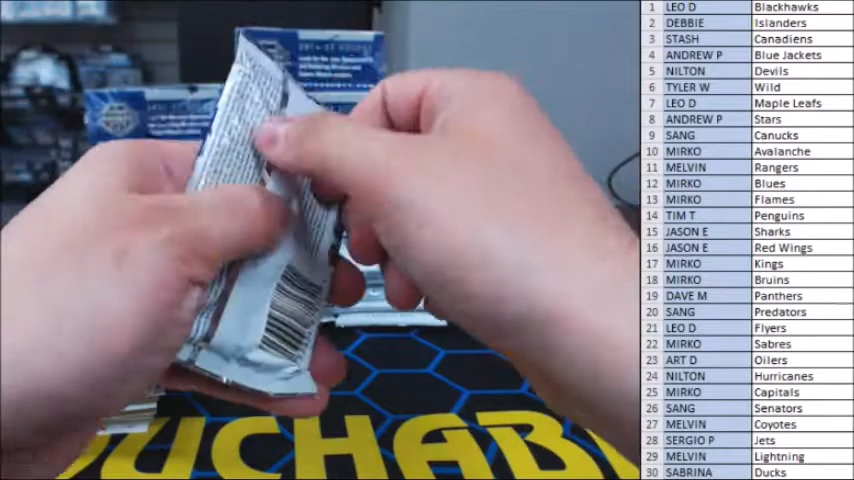 1 LEO D Blackhawks
2 DEBBIE Islanders
3 STASH Canadiens
4 ANDREW P Blue Jackets
5 NILTON Devils
6 TYLER W Wild
7 LEO D Maple Leafs
8 ANDREW P Stars
9 SANG Canucks
10 MIRKO Avalanche
11 MELVIN Rangers
12 MIRKO Blues
13 MIRKO Flames
14 TIM T Penguins
15 JASON E Sharks
16 JASON E Red Wings
17 MIRKO Kings
18 MIRKO Bruins
19 DAVE M Panthers
20 SANG Predators
21 LEO D Flyers
22 MIRKO Sabres
23 ART D Oilers
24 NILTON Hurricanes
25 MIRKO Capitals
26 SANG Senators
27 MELVIN Coyotes
28 SERGIO P Jets
29 MELVIN Lightning
30 SABRINA Ducks
OUCHABL